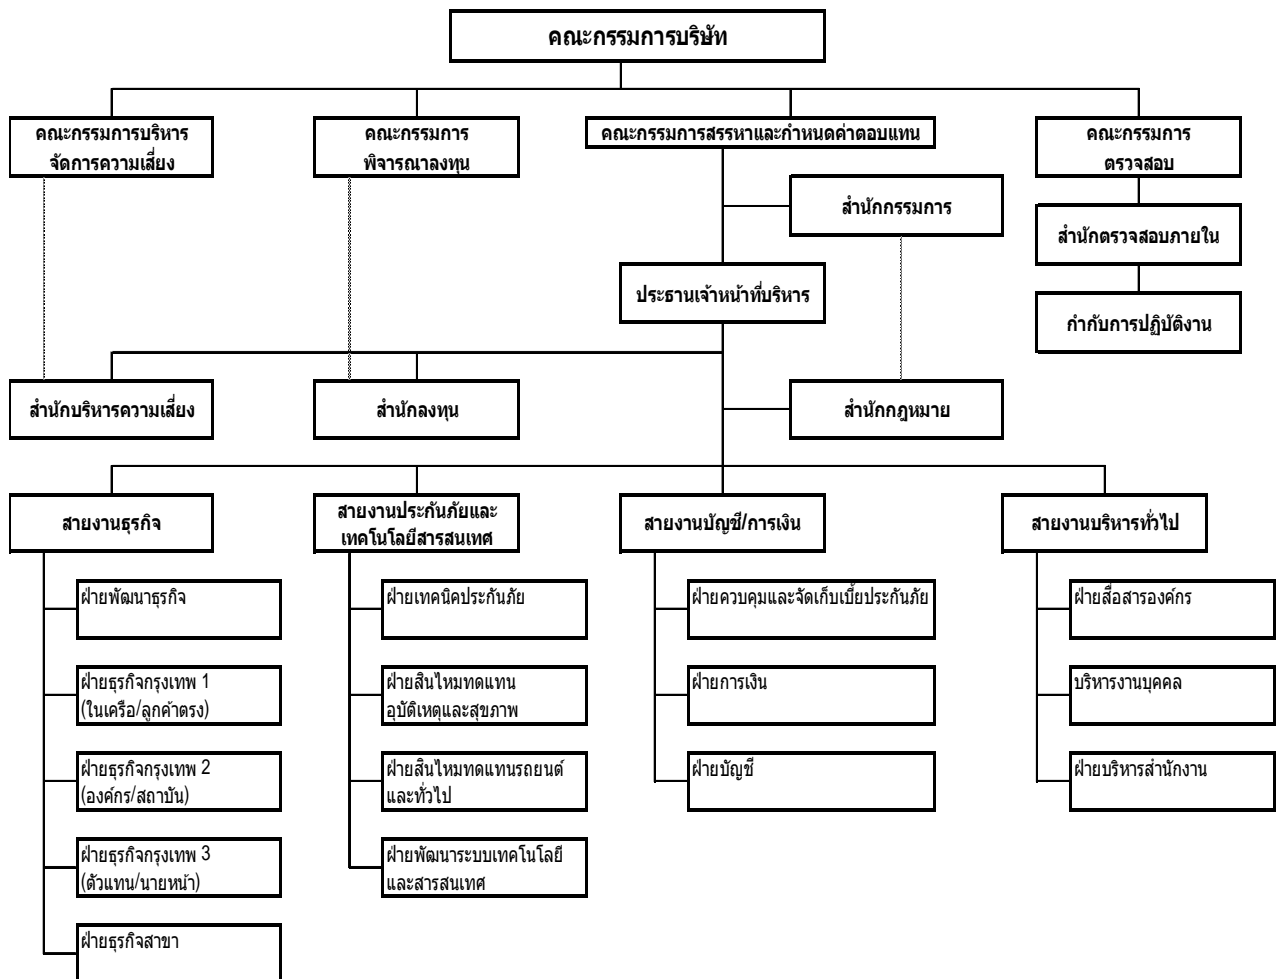 คณะกรรมการบริษัท
คณะกรรมการบริหาร
จัดการความเสี่ยง
คณะกรรมการ
พิจารณาลงทุน
คณะกรรมการสรรหาและกำหนดค่าตอบแทน
คณะกรรมการ
ตรวจสอบ
สำนักกรรมการ
สำนักตรวจสอบภายใน
ประธานเจ้าหน้าที่บริหาร
กำกับการปฏิบัติงาน
สำนักบริหารความเสี่ยง
สำนักลงทุน
สำนักกฎหมาย
สายงานธุรกิจ
สายงานประกันภัยและ
เทคโนโลยีสารสนเทศ
สายงานบัญชี/การเงิน
สายงานบริหารทั่วไป
ฝ่ายพัฒนาธุรกิจ
ฝ่ายธุรกิจกรุงเทพ 1
(ในเครือ/ลูกค้าตรง)
ฝ่ายธุรกิจกรุงเทพ 2
(องค์กร/สถาบัน)
ฝ่ายธุรกิจกรุงเทพ 3
(ตัวแทน/นายหน้า)
ฝ่ายธุรกิจสาขา
ฝ่ายเทคนิคประกันภัย
ฝ่ายสินไหมทดแทน
อุบัติเหตุและสุขภาพ
ฝ่ายสินไหมทดแทนรถยนต์
และทั่วไป
ฝ่ายพัฒนาระบบเทคโนโลยี
และสารสนเทศ
ฝ่ายควบคุมและจัดเก็บเบี้ยประกันภัย
ฝ่ายการเงิน
ฝ่ายบัญชี
ฝ่ายสื่อสารองค์กร
บริหารงานบุคคล
ฝ่ายบริหารสำนักงาน